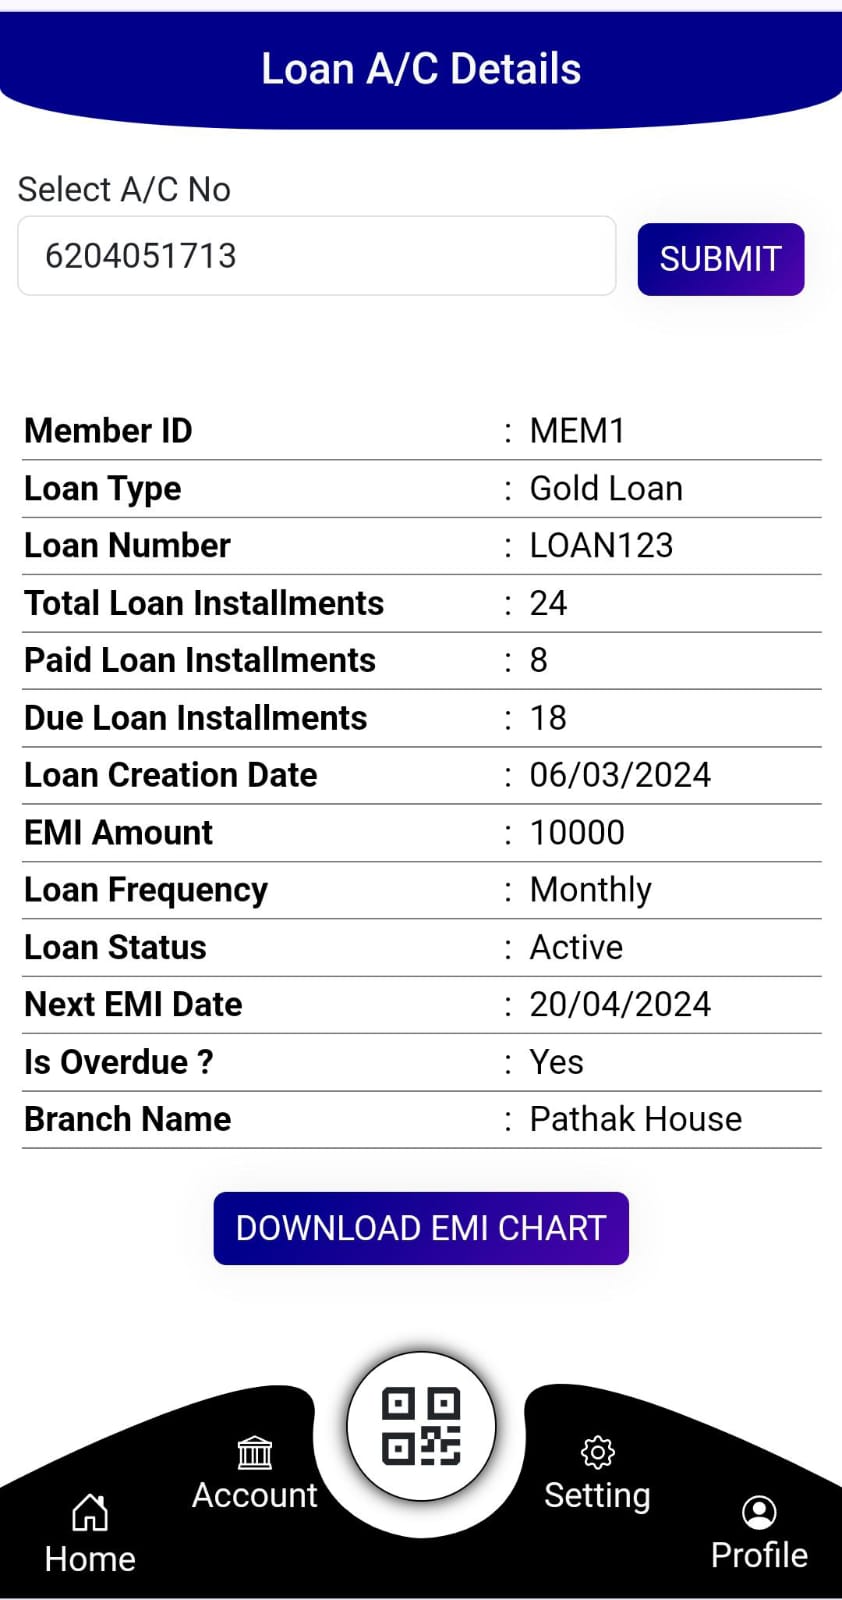 Loan A/C Details
Select A/C No
6204051713
SUBMIT
Member ID : MEM1
Loan Type : Gold Loan
Loan Number : LOAN123
Total Loan Installments : 24
Paid Loan Installments : 8
Due Loan Installments : 18
Loan Creation Date : 06/03/2024
EMI Amount : 10000
Loan Frequency : Monthly
Loan Status : Active
Next EMI Date : 20/04/2024
Is Overdue ? : Yes
Branch Name : Pathak House
DOWNLOAD EMI CHART
Home
Account
Setting
Profile